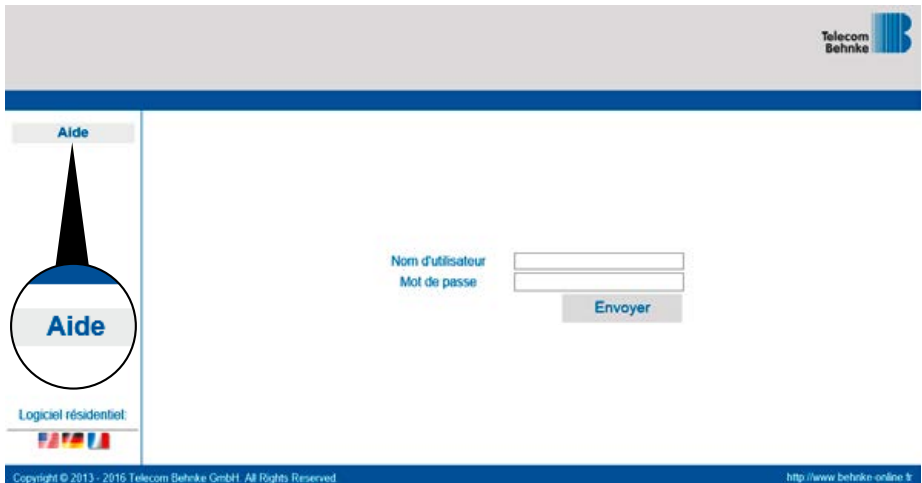 Telecom
Behnke
Aide
Nom d'utilisateur
Mot de passe
Envoyer
Aide
Logiciel résidentiel:
Copyright © 2013 - 2016 Telecom Behnke GmbH. All Rights Reserved.
http://www.behnke-online.fr